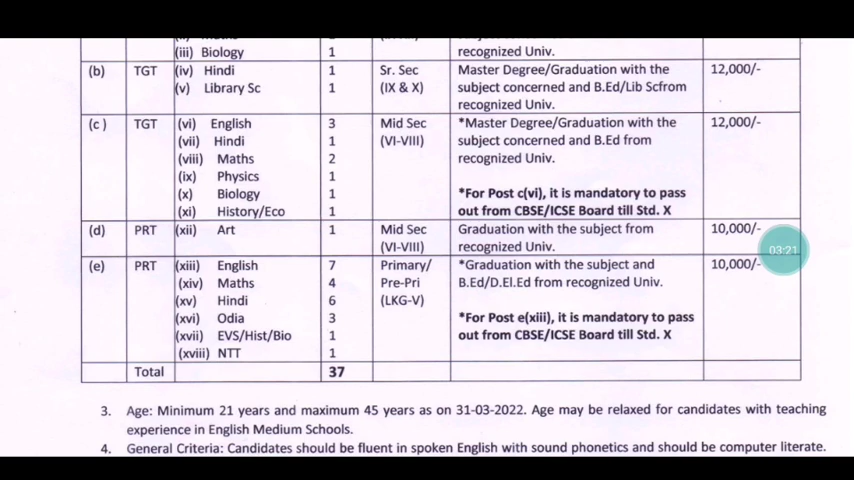 (iii) Biology 1 recognized Univ.
(b) TGT (iv) Hindi 1 Sr. Sec Master Degree/Graduation with the 12,000/-
(v) Library Sc 1 (IX & X) subject concerned and B.Ed/Lib Scfrom
recognized Univ.
(c ) TGT (vi) English 3 Mid Sec *Master Degree/Graduation with the 12,000/-
(vii) Hindi 1 (VI-VIII) subject concerned and B.Ed from
(viii) Maths 2 recognized Univ.
(ix) Physics 1
(x) Biology 1 *For Post c(vi), it is mandatory to pass
(xi) History/Eco 1 out from CBSE/ICSE Board till Std. X
(d) PRT (xii) Art 1 Mid Sec Graduation with the subject from 10,000/-
(VI-VIII) recognized Univ.
03:21
(e) PRT (xiii) English 7 Primary/ *Graduation with the subject and 10,000/-
(xiv) Maths 4 Pre-Pri B.Ed/D.El.Ed from recognized Univ.
(xv) Hindi 6 (LKG-V)
(xvi) Odia 3 *For Post e(xiii), it is mandatory to pass
(xvii) EVS/Hist/Bio 1 out from CBSE/ICSE Board till Std. X
(xviii) NTT 1
Total 37
3. Age: Minimum 21 years and maximum 45 years as on 31-03-2022. Age may be relaxed for candidates with teaching
experience in English Medium Schools.
4. General Criteria: Candidates should be fluent in spoken English with sound phonetics and should be computer literate.